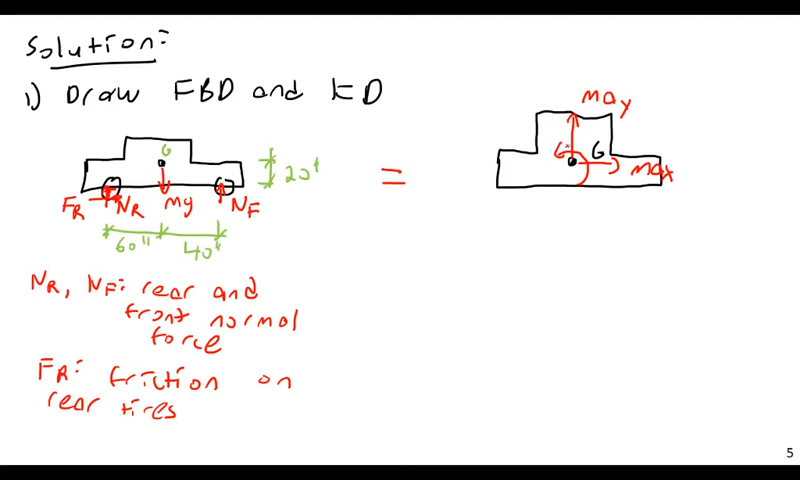 Solution:
1) Draw FBD and KD
may
G
20"
G
G
=
max
FR
NR
mg
NF
60"
40"
NR, NF: rear and
front normal
force
FR: friction on
rear tires
5